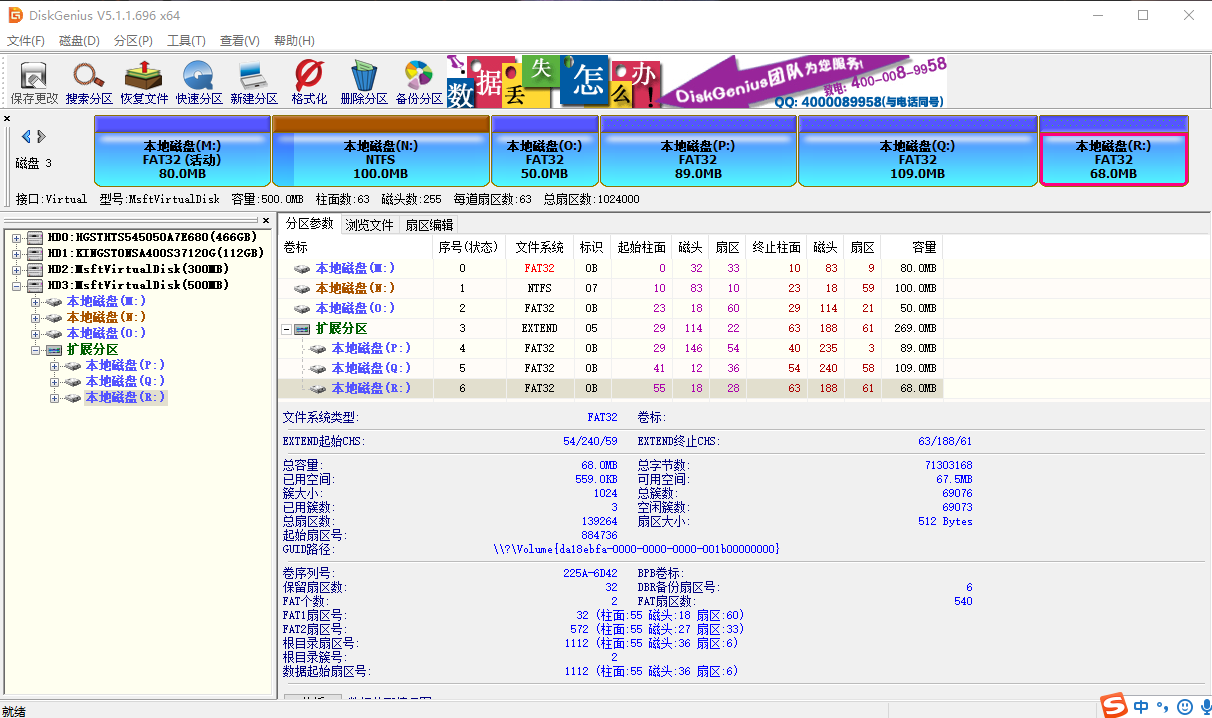 DiskGenius V5.1.1.696 x64
文件(F) 磁盘(D) 分区(P) 工具(T) 查看(V) 帮助(H)
保存更改 搜索分区 恢复文件 快速分区 新建分区 格式化 删除分区 备份分区
数据丢失怎么办!
DiskGenius团队为您服务!
致电: 400-008-9958
QQ: 4000089958(与电话同号)
磁盘 3
本地磁盘(M:) 本地磁盘(N:) 本地磁盘(O:) 本地磁盘(P:) 本地磁盘(Q:) 本地磁盘(R:)
FAT32 (活动) NTFS FAT32 FAT32 FAT32 FAT32
80.0MB 100.0MB 50.0MB 89.0MB 109.0MB 68.0MB
接口:Virtual 型号:MsftVirtualDisk 容量:500.0MB 柱面数:63 磁头数:255 每道扇区数:63 总扇区数:1024000
HD0:HGSTHTS545050A7E680(466GB)
HD1:KINGSTONSA400S37120G(112GB)
HD2:MsftVirtualDisk(300MB)
HD3:MsftVirtualDisk(500MB)
本地磁盘(M:)
本地磁盘(N:)
本地磁盘(O:)
扩展分区
本地磁盘(P:)
本地磁盘(Q:)
本地磁盘(R:)
分区参数 浏览文件 扇区编辑
卷标 序号(状态) 文件系统 标识 起始柱面 磁头 扇区 终止柱面 磁头 扇区 容量
本地磁盘(M:) 0 FAT32 0B 0 32 33 10 83 9 80.0MB
本地磁盘(N:) 1 NTFS 07 10 83 10 23 18 59 100.0MB
本地磁盘(O:) 2 FAT32 0B 23 18 60 29 114 21 50.0MB
扩展分区 3 EXTEND 05 29 114 22 63 188 61 269.0MB
本地磁盘(P:) 4 FAT32 0B 29 146 54 40 235 3 89.0MB
本地磁盘(Q:) 5 FAT32 0B 41 12 36 54 240 58 109.0MB
本地磁盘(R:) 6 FAT32 0B 55 18 28 63 188 61 68.0MB
文件系统类型: FAT32 卷标:
EXTEND起始CHS: 54/240/59 EXTEND终止CHS: 63/188/61
总容量: 68.0MB 总字节数: 71303168
已用空间: 559.0KB 可用空间: 67.5MB
簇大小: 1024 总簇数: 69076
已用簇数: 3 空闲簇数: 69073
总扇区数: 139264 扇区大小: 512 Bytes
起始扇区号: 884736
GUID路径: \\?\Volume{da18ebfa-0000-0000-0000-001b00000000}
卷序列号: 225A-6D42 BPB卷标:
保留扇区数: 32 DBR备份扇区号: 6
FAT个数: 2 FAT扇区数: 540
FAT1扇区号: 32 (柱面:55 磁头:18 扇区:60)
FAT2扇区号: 572 (柱面:55 磁头:27 扇区:33)
根目录扇区号: 1112 (柱面:55 磁头:36 扇区:6)
根目录簇号: 2
数据起始扇区号: 1112 (柱面:55 磁头:36 扇区:6)
就绪
中